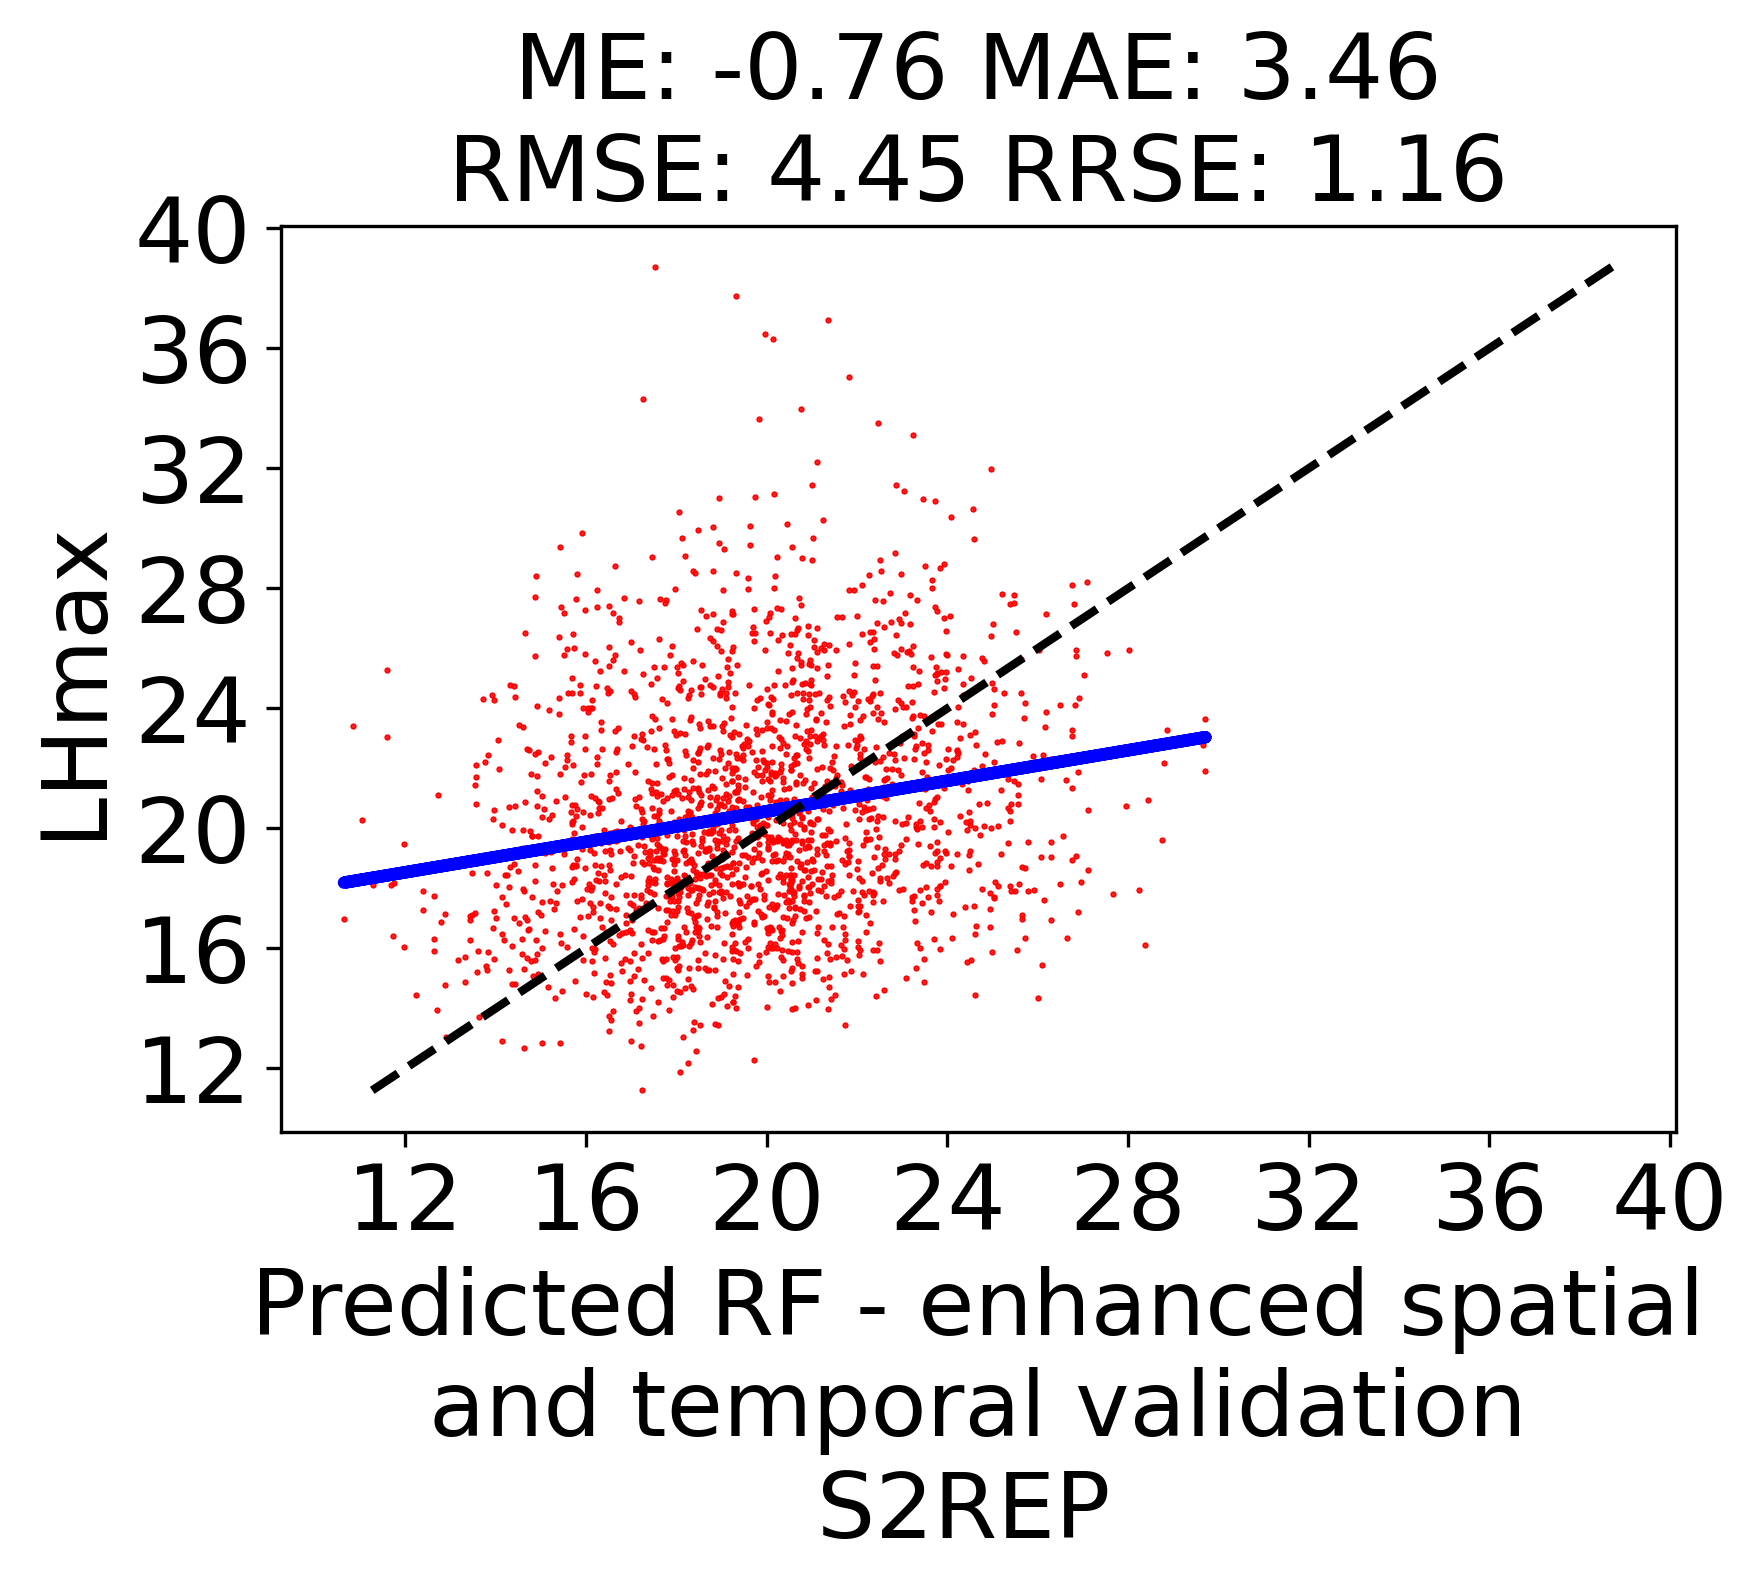 ME: -0.76 MAE: 3.46
RMSE: 4.45 RRSE: 1.16
40
36
32
28
24
20
16
12
LHmax
12 16 20 24 28 32 36 40
Predicted RF - enhanced spatial
and temporal validation
S2REP